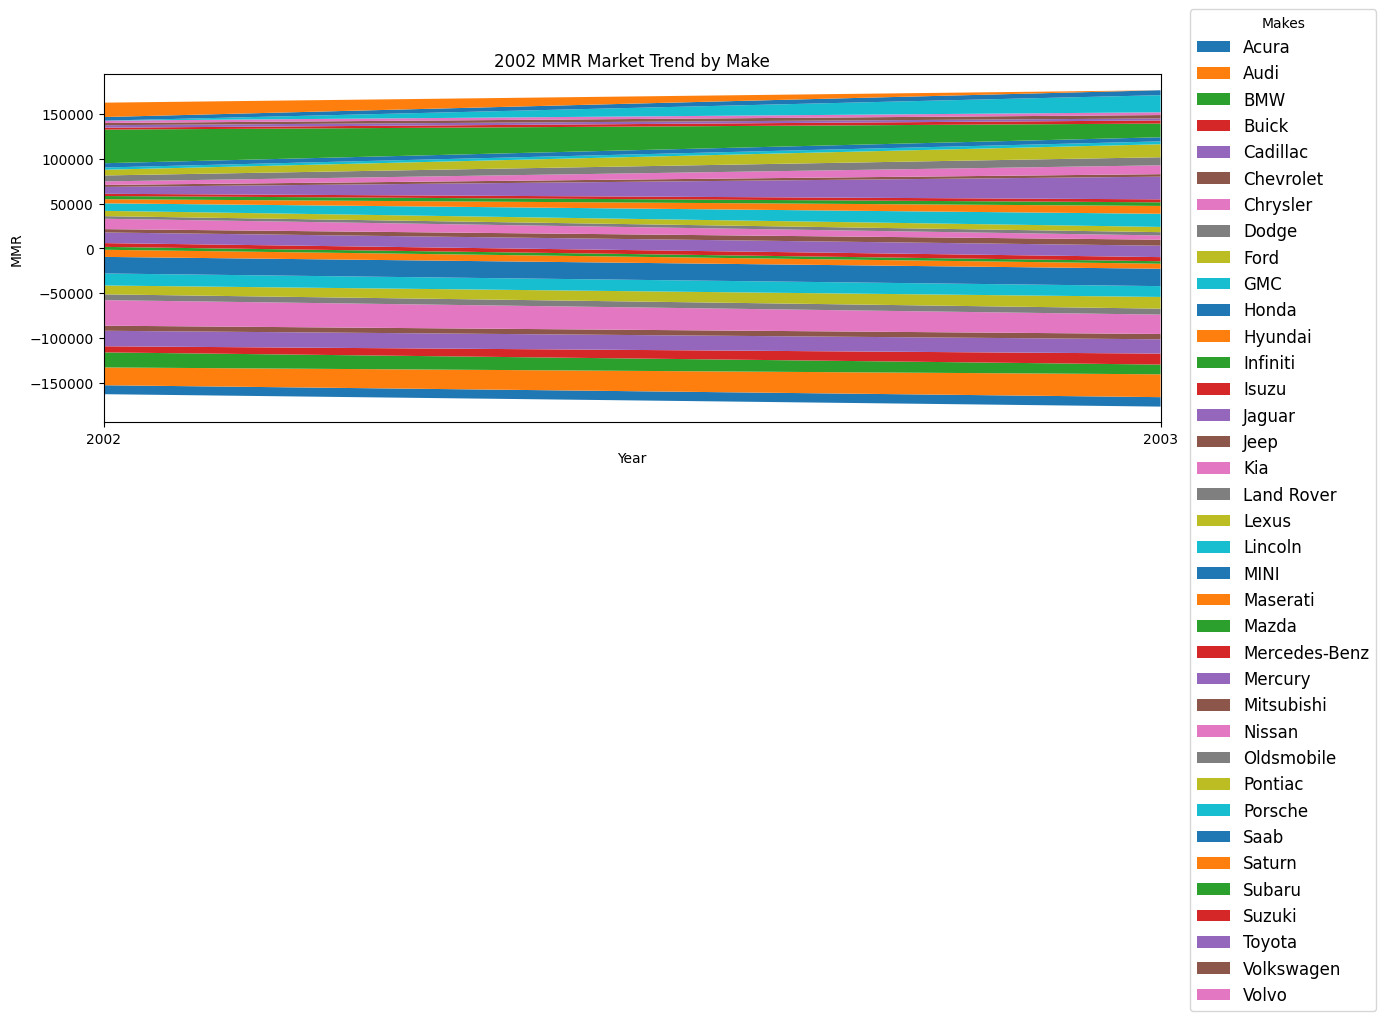 2002 MMR Market Trend by Make
MMR
150000
100000
50000
0
−50000
−100000
−150000
2002
2003
Year
Makes
Acura
Audi
BMW
Buick
Cadillac
Chevrolet
Chrysler
Dodge
Ford
GMC
Honda
Hyundai
Infiniti
Isuzu
Jaguar
Jeep
Kia
Land Rover
Lexus
Lincoln
MINI
Maserati
Mazda
Mercedes-Benz
Mercury
Mitsubishi
Nissan
Oldsmobile
Pontiac
Porsche
Saab
Saturn
Subaru
Suzuki
Toyota
Volkswagen
Volvo